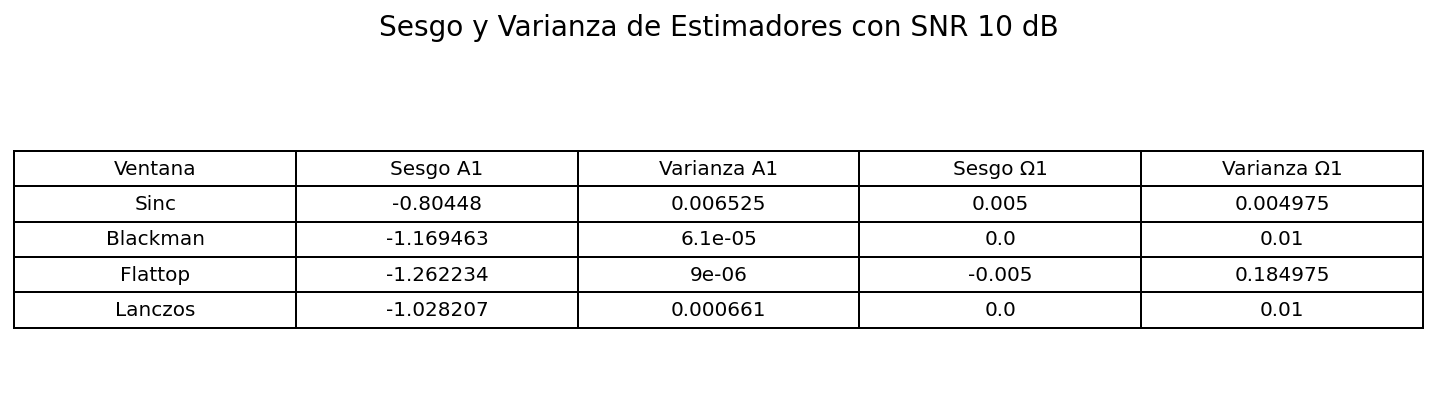 Sesgo y Varianza de Estimadores con SNR 10 dB
Ventana Sesgo A1 Varianza A1 Sesgo Ω1 Varianza Ω1
Sinc -0.80448 0.006525 0.005 0.004975
Blackman -1.169463 6.1e-05 0.0 0.01
Flattop -1.262234 9e-06 -0.005 0.184975
Lanczos -1.028207 0.000661 0.0 0.01